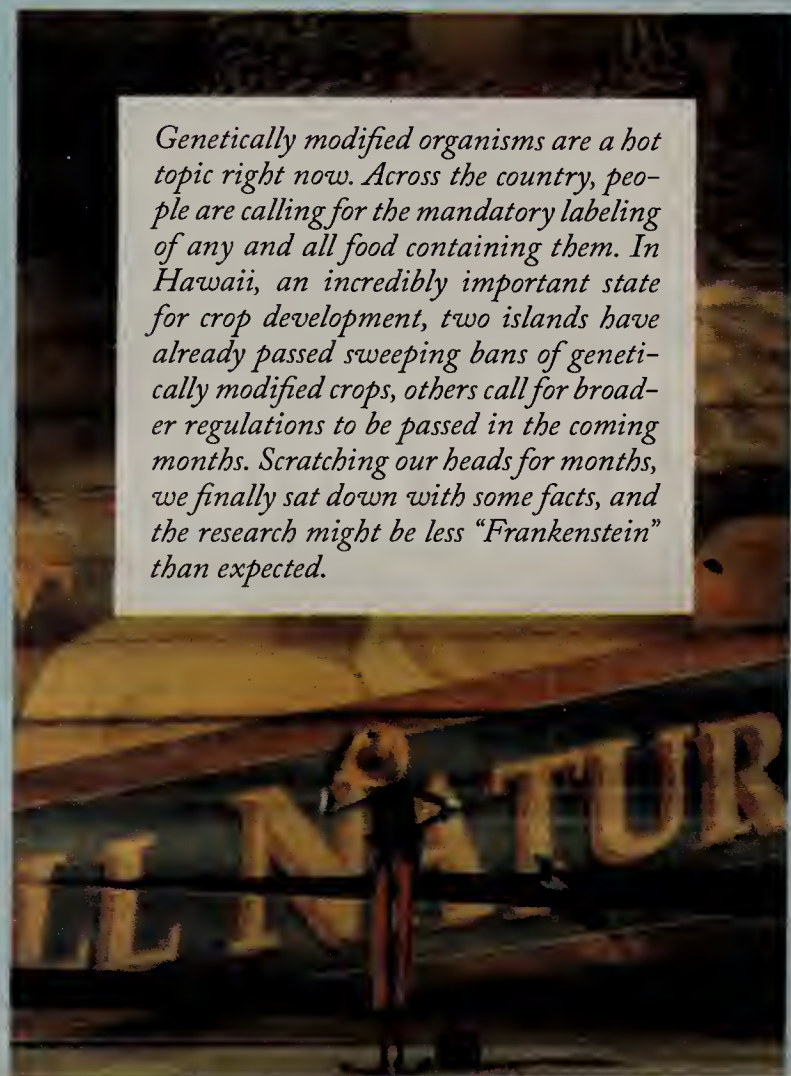 Genetically modified organisms are a hot
topic right now. Across the country, peo-
ple are calling for the mandatory labeling
of any and all food containing them. In
Hawaii, an incredibly important state
for crop development, two islands have
already passed sweeping bans of geneti-
cally modified crops, others call for broad-
er regulations to be passed in the coming
months. Scratching our heads for months,
we finally sat down with some facts, and
the research might be less “Frankenstein”
than expected.
LL NATUR